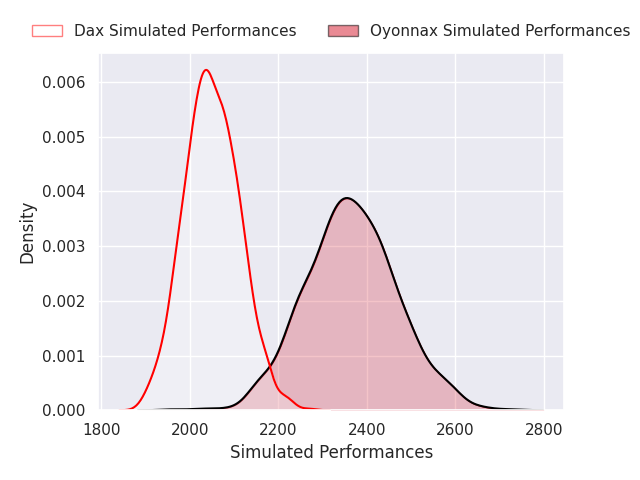 Dax Simulated Performances
Oyonnax Simulated Performances
0.006
0.005
0.004
0.003
0.002
0.001
0.000
Density
1800 2000 2200 2400 2600 2800
Simulated Performances